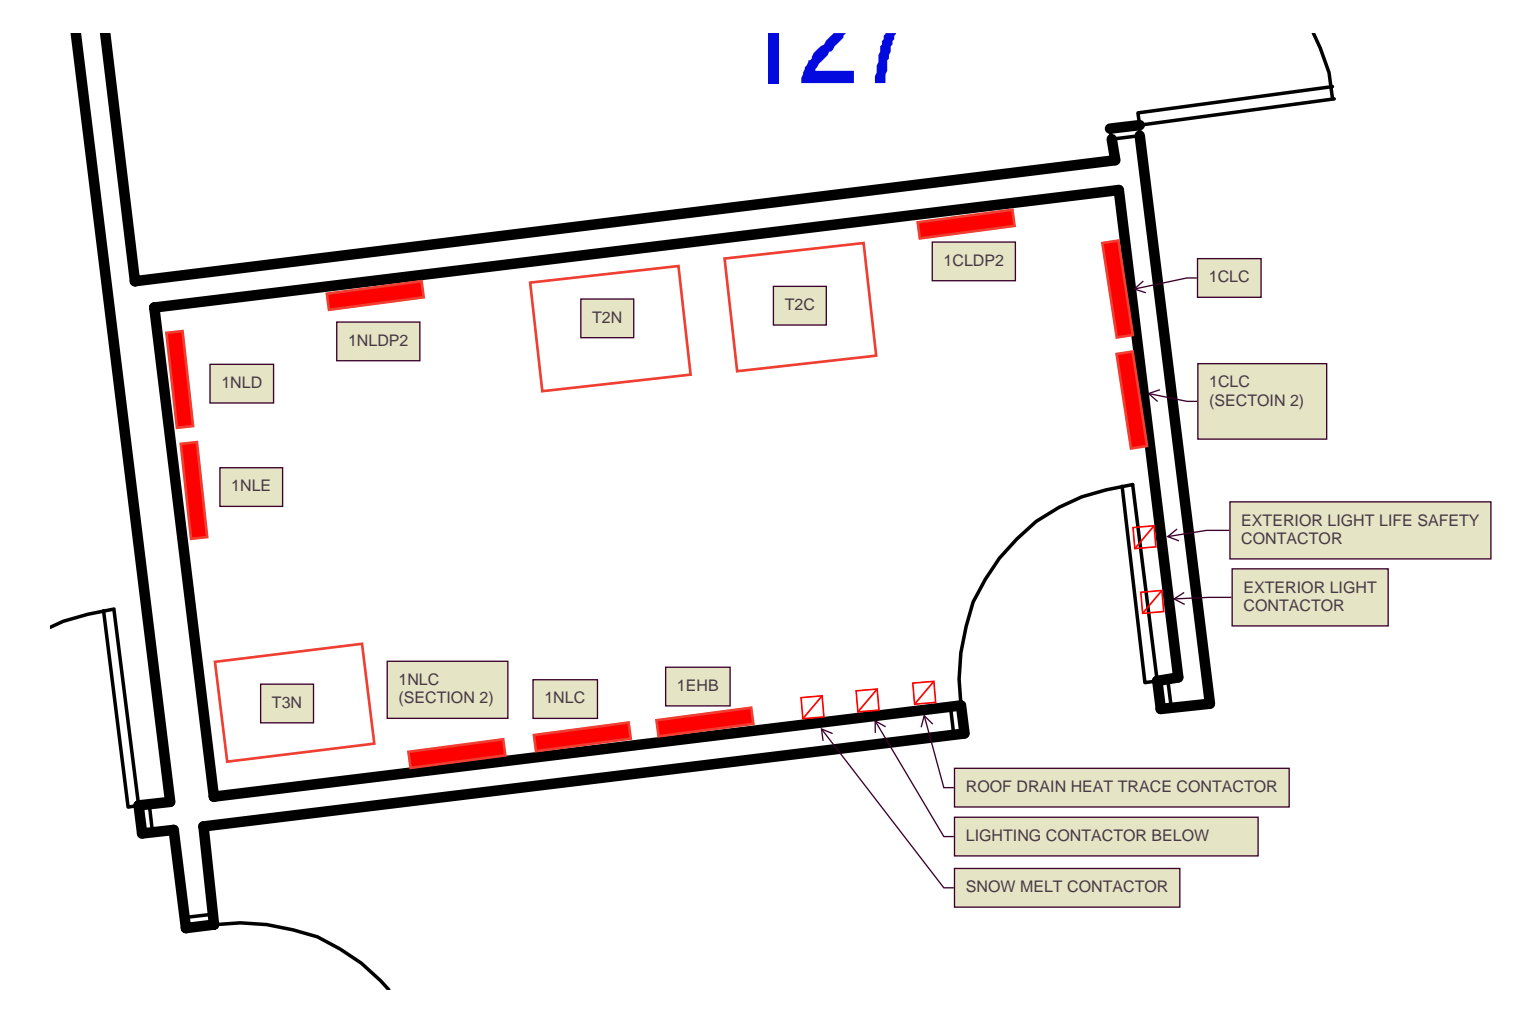 127
1CLDP2
1CLC
T2C
T2N
1NLDP2
1NLD
1CLC
(SECTOIN 2)
1NLE
EXTERIOR LIGHT LIFE SAFETY
CONTACTOR
EXTERIOR LIGHT
CONTACTOR
T3N
1NLC
(SECTION 2)
1NLC
1EHB
ROOF DRAIN HEAT TRACE CONTACTOR
LIGHTING CONTACTOR BELOW
SNOW MELT CONTACTOR